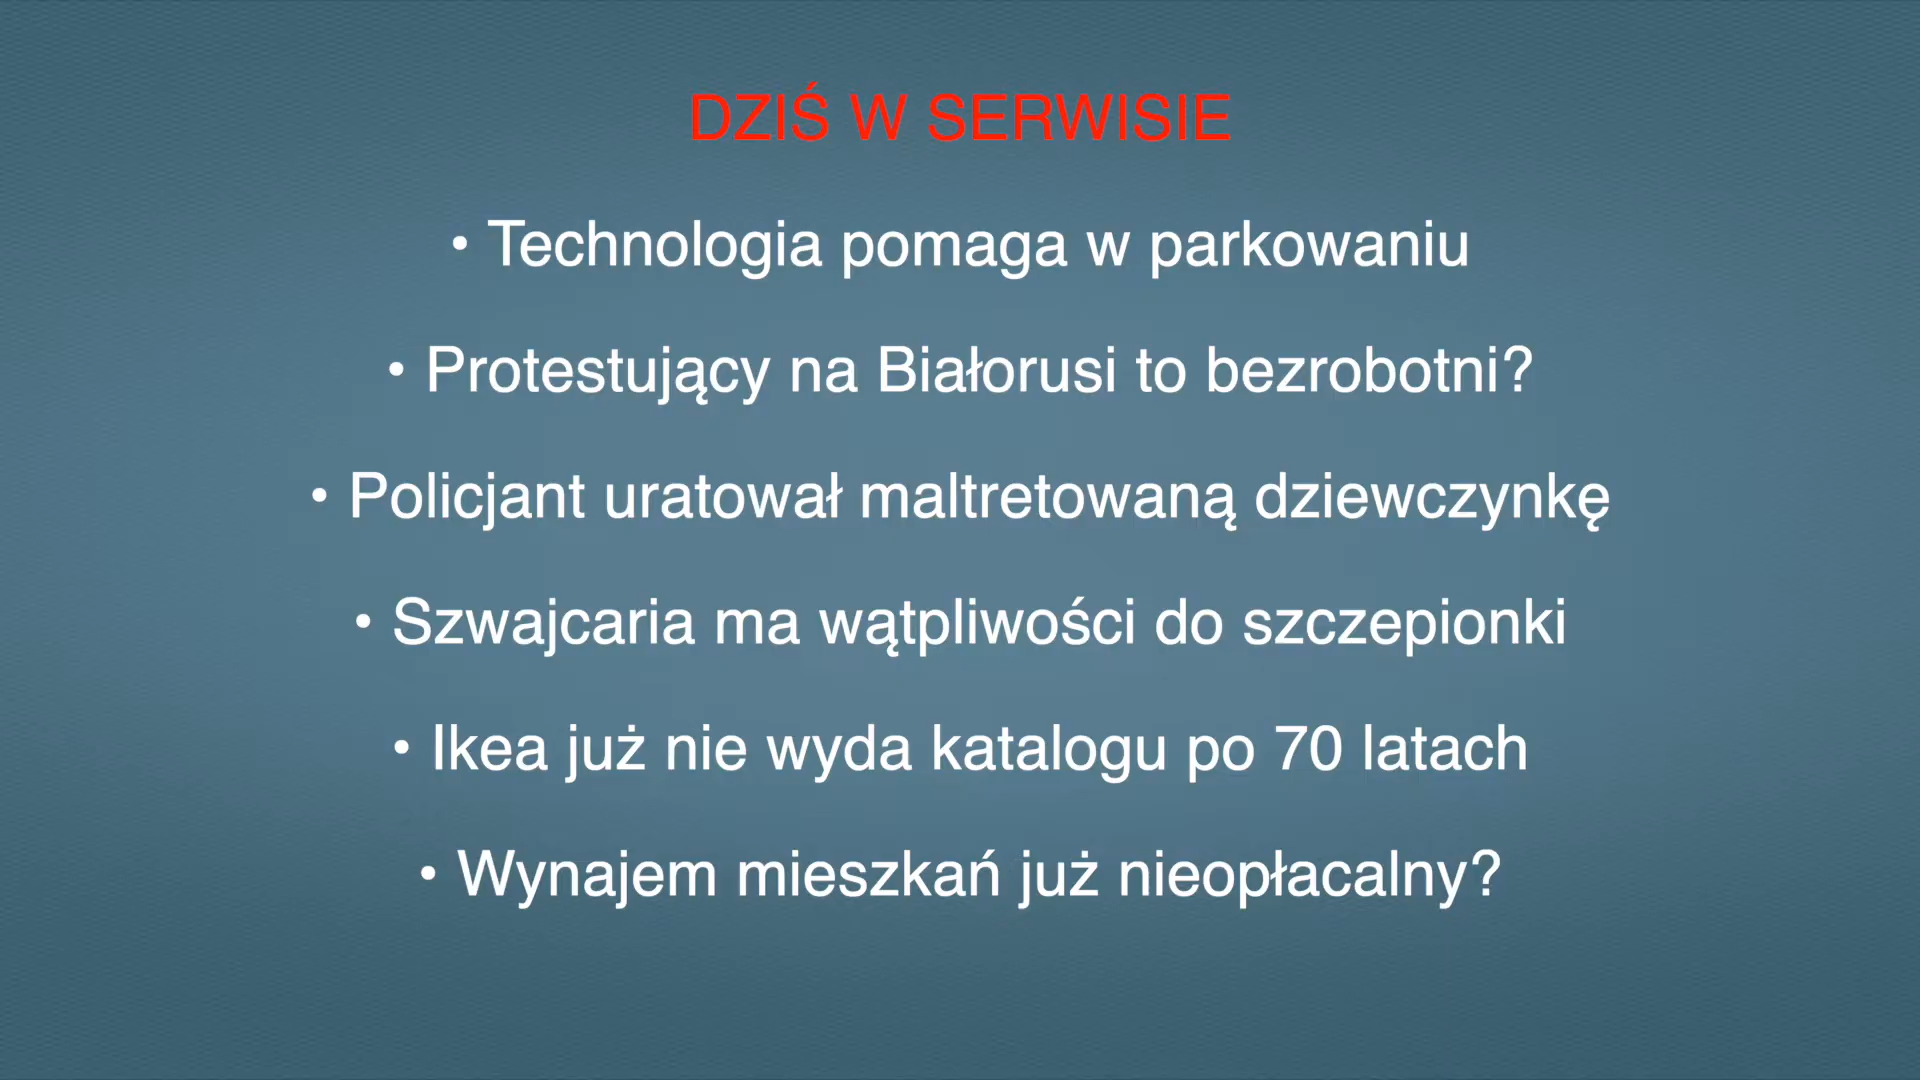 DZIŚ W SERWISIE
• Technologia pomaga w parkowaniu
• Protestujący na Białorusi to bezrobotni?
• Policjant uratował maltretowaną dziewczynkę
• Szwajcaria ma wątpliwości do szczepionki
• Ikea już nie wyda katalogu po 70 latach
• Wynajem mieszkań już nieopłacalny?